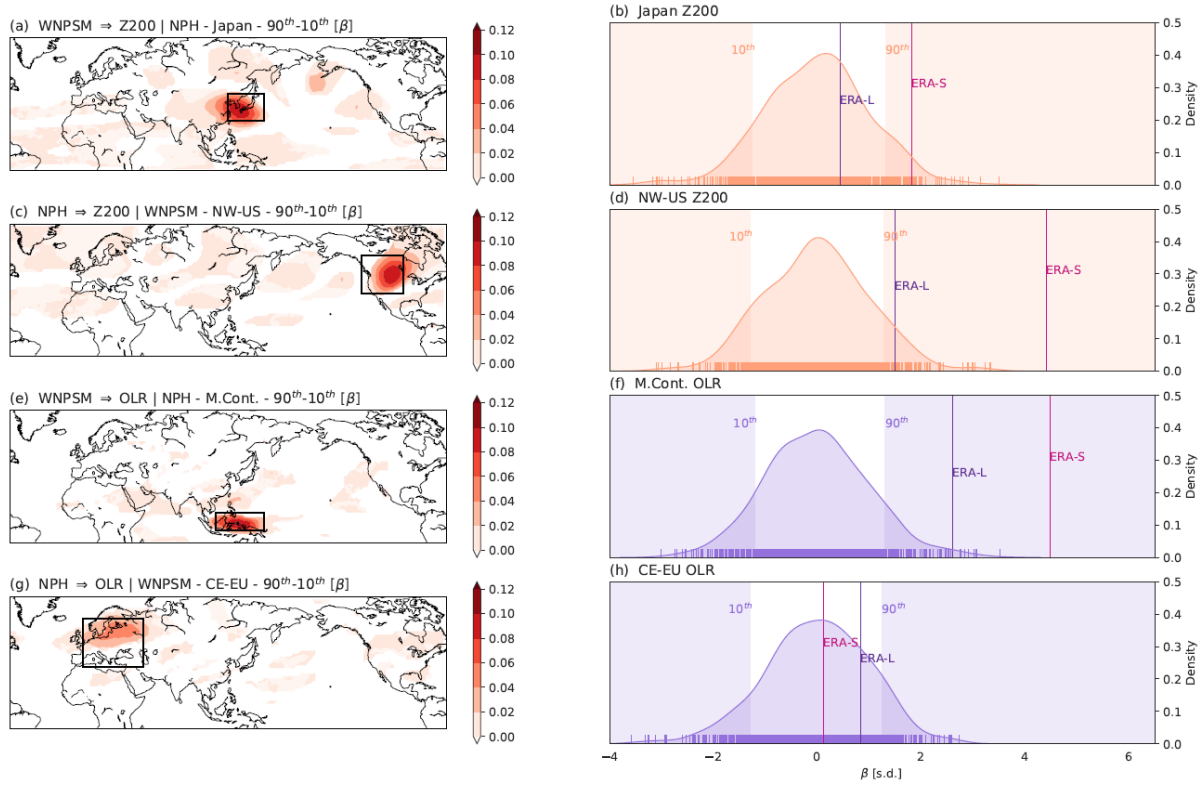 (a) WNPSM ⇒ Z200 | NPH - Japan - 90th-10th [β]
0.12
0.10
0.08
0.06
0.04
0.02
0.00
(b) Japan Z200
10th
90th
ERA-L
ERA-S
0.5
0.4
0.3
0.2
0.1
0.0
Density
(c) NPH ⇒ Z200 | WNPSM - NW-US - 90th-10th [β]
0.12
0.10
0.08
0.06
0.04
0.02
0.00
(d) NW-US Z200
10th
90th
ERA-L
ERA-S
0.5
0.4
0.3
0.2
0.1
0.0
Density
(e) WNPSM ⇒ OLR | NPH - M.Cont. - 90th-10th [β]
0.12
0.10
0.08
0.06
0.04
0.02
0.00
(f) M.Cont. OLR
10th
90th
ERA-L
ERA-S
0.5
0.4
0.3
0.2
0.1
0.0
Density
(g) NPH ⇒ OLR | WNPSM - CE-EU - 90th-10th [β]
0.12
0.10
0.08
0.06
0.04
0.02
0.00
(h) CE-EU OLR
10th
90th
ERA-S
ERA-L
0.5
0.4
0.3
0.2
0.1
0.0
Density
−4 −2 0 2 4 6
β [s.d.]